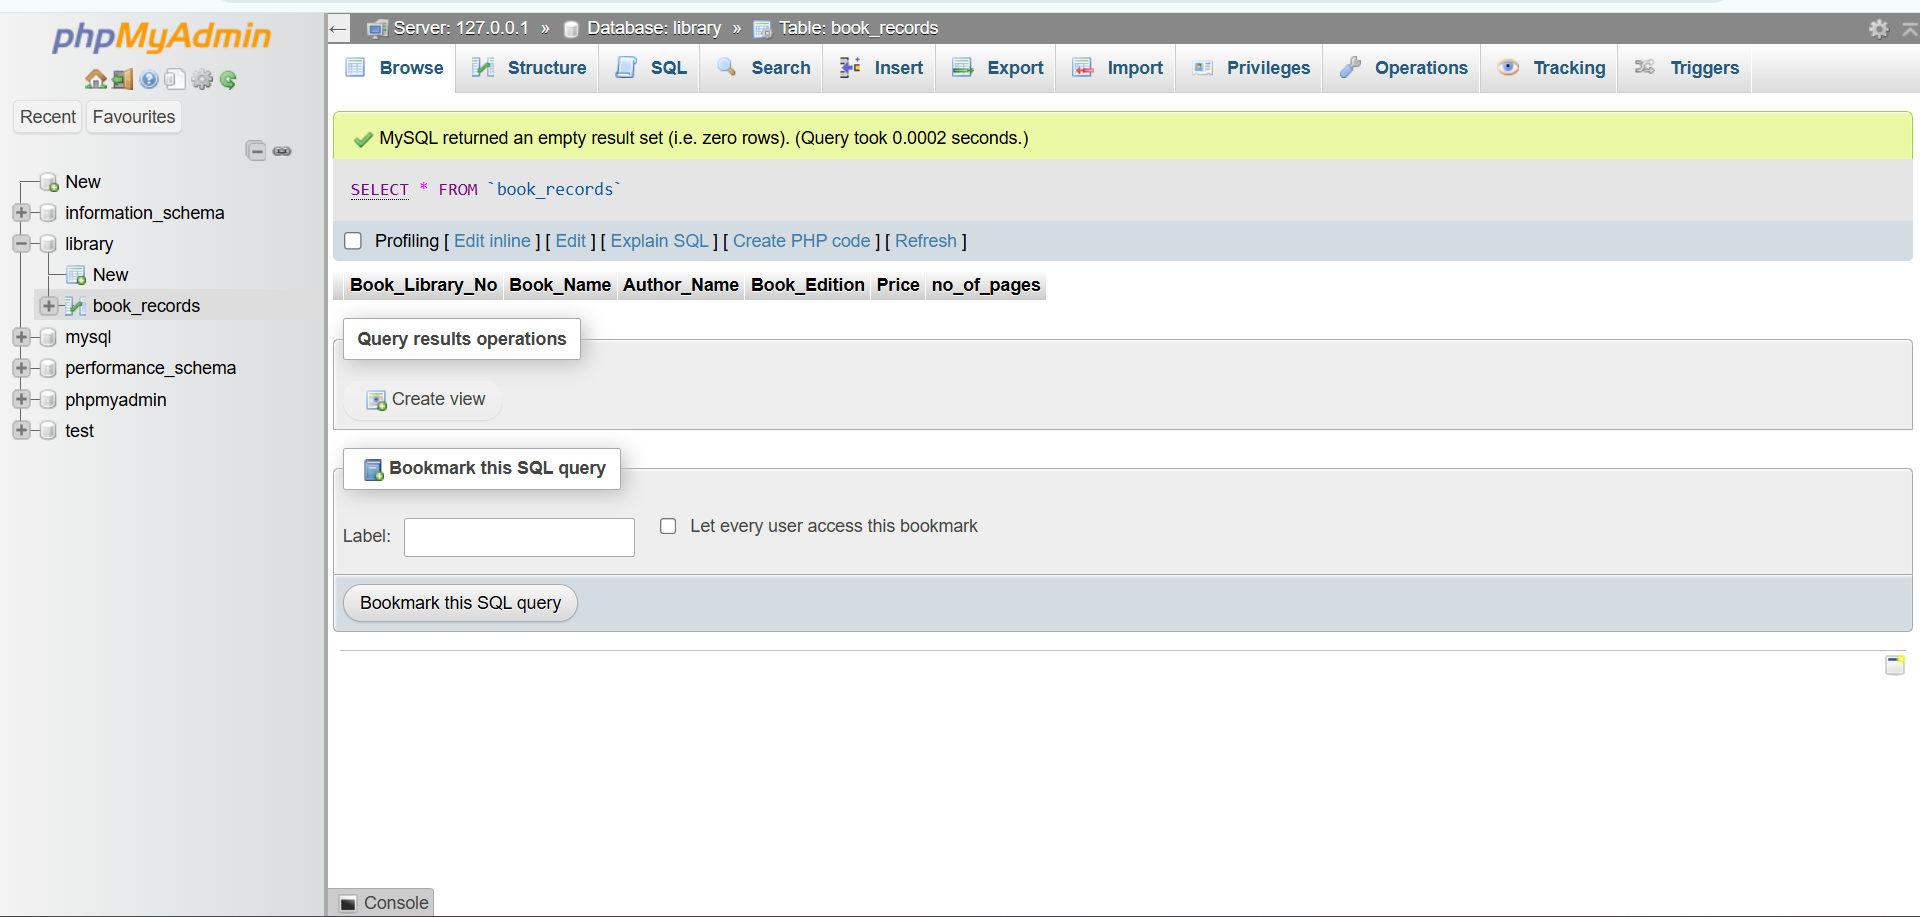 phpMyAdmin
Recent Favourites
New
information_schema
library
New
book_records
mysql
performance_schema
phpmyadmin
test
Server: 127.0.0.1 » Database: library » Table: book_records
Browse Structure SQL Search Insert Export Import Privileges Operations Tracking Triggers
MySQL returned an empty result set (i.e. zero rows). (Query took 0.0002 seconds.)
SELECT * FROM `book_records`
Profiling [ Edit inline ] [ Edit ] [ Explain SQL ] [ Create PHP code ] [ Refresh ]
Book_Library_No Book_Name Author_Name Book_Edition Price no_of_pages
Query results operations
Create view
Bookmark this SQL query
Label: Let every user access this bookmark
Bookmark this SQL query
Console